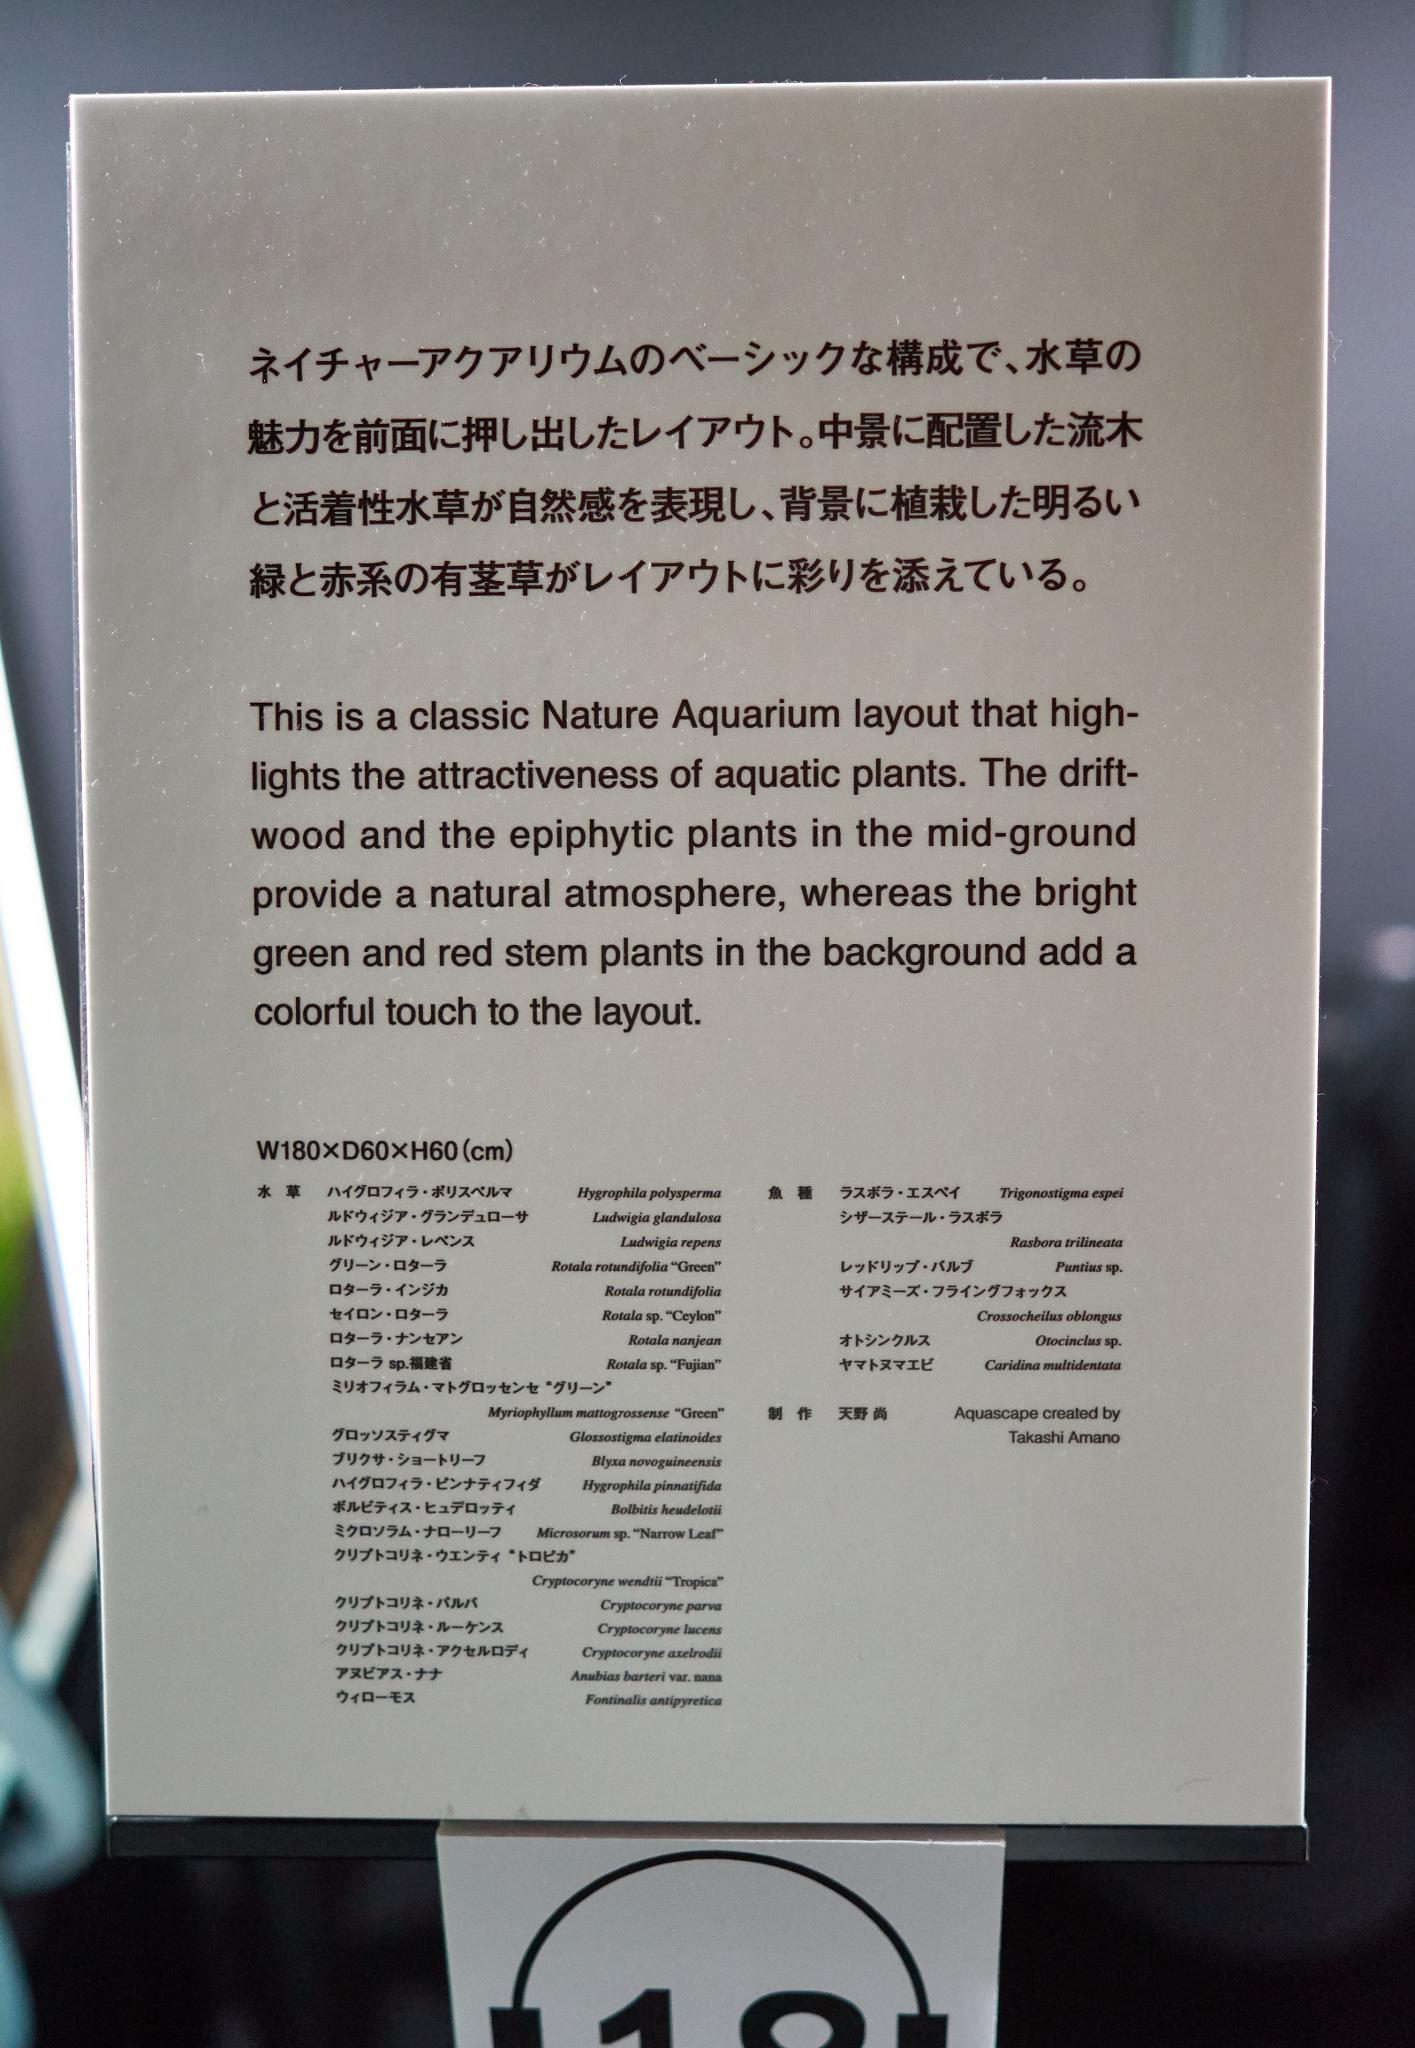 ネイチャーアクアリウムのベーシックな構成で、水草の
魅力を前面に押し出したレイアウト。中景に配置した流木
と活着性水草が自然感を表現し、背景に植栽した明るい
緑と赤系の有茎草がレイアウトに彩りを添えている。
This is a classic Nature Aquarium layout that high-
lights the attractiveness of aquatic plants. The drift-
wood and the epiphytic plants in the mid-ground
provide a natural atmosphere, whereas the bright
green and red stem plants in the background add a
colorful touch to the layout.
W180×D60×H60(cm)
水 草 ハイグロフィラ・ポリスペルマ Hygrophila polysperma
ルドウィジア・グランデュローサ Ludwigia glandulosa
ルドウィジア・レペンス Ludwigia repens
グリーン・ロターラ Rotala rotundifolia “Green”
ロターラ・インジカ Rotala rotundifolia
セイロン・ロターラ Rotala sp. “Ceylon”
ロターラ・ナンセアン Rotala nanjean
ロターラ sp.福建省 Rotala sp. “Fujian”
ミリオフィラム・マトグロッセンセ “グリーン”
Myriophyllum mattogrossense “Green”
グロッソスティグマ Glossostigma elatinoides
ブリクサ・ショートリーフ Blyxa novoguineensis
ハイグロフィラ・ピンナティフィダ Hygrophila pinnatifida
ボルビティス・ヒュデロッティ Bolbitis heudelotii
ミクロソラム・ナローリーフ Microsorum sp. “Narrow Leaf”
クリプトコリネ・ウエンティ “トロピカ”
Cryptocoryne wendtii “Tropica”
クリプトコリネ・パルバ Cryptocoryne parva
クリプトコリネ・ルーケンス Cryptocoryne lucens
クリプトコリネ・アクセルロディ Cryptocoryne axelrodii
アヌビアス・ナナ Anubias barteri var. nana
ウィローモス Fontinalis antipyretica
魚 種 ラスボラ・エスペイ Trigonostigma espei
シザーステール・ラスボラ
Rasbora trilineata
レッドリップ・バルブ Puntius sp.
サイアミーズ・フライングフォックス
Crossocheilus oblongus
オトシンクルス Otocinclus sp.
ヤマトヌマエビ Caridina multidentata
制 作 天野 尚 Aquascape created by
Takashi Amano
18